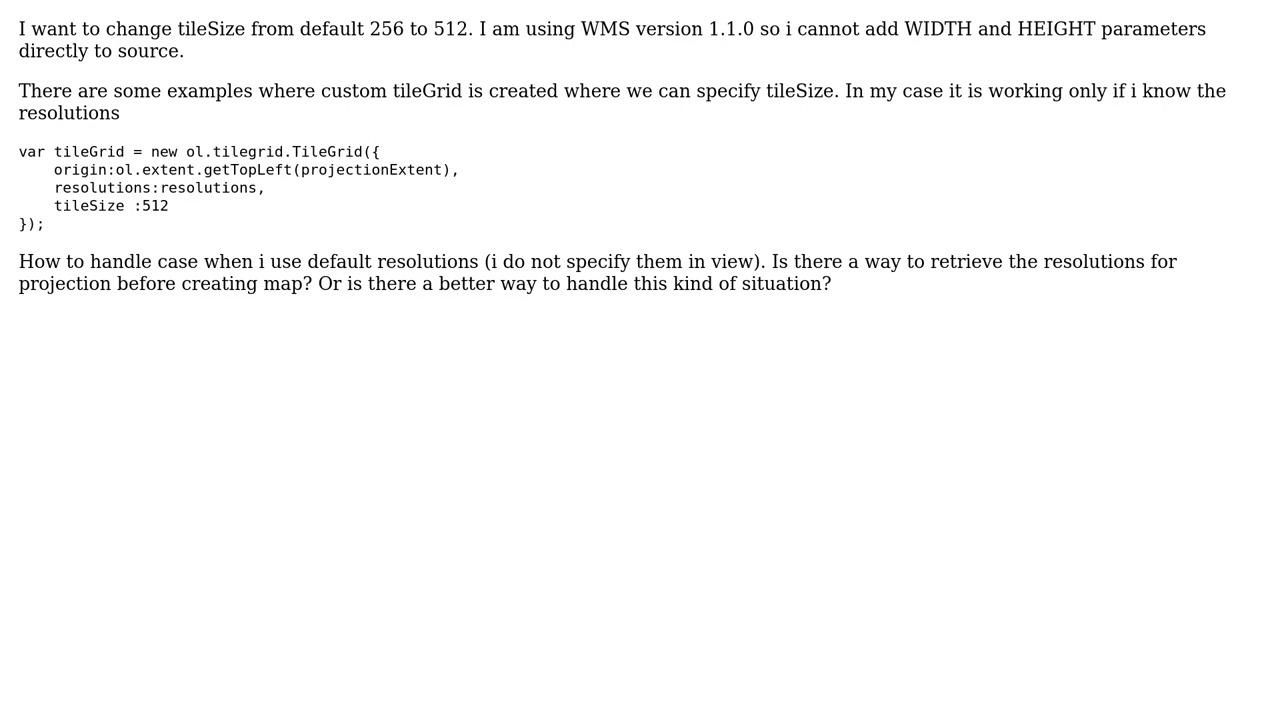 I want to change tileSize from default 256 to 512. I am using WMS version 1.1.0 so i cannot add WIDTH and HEIGHT parameters
directly to source.
There are some examples where custom tileGrid is created where we can specify tileSize. In my case it is working only if i know the
resolutions
var tileGrid = new ol.tilegrid.TileGrid({
    origin:ol.extent.getTopLeft(projectionExtent),
    resolutions:resolutions,
    tileSize :512
});
How to handle case when i use default resolutions (i do not specify them in view). Is there a way to retrieve the resolutions for
projection before creating map? Or is there a better way to handle this kind of situation?